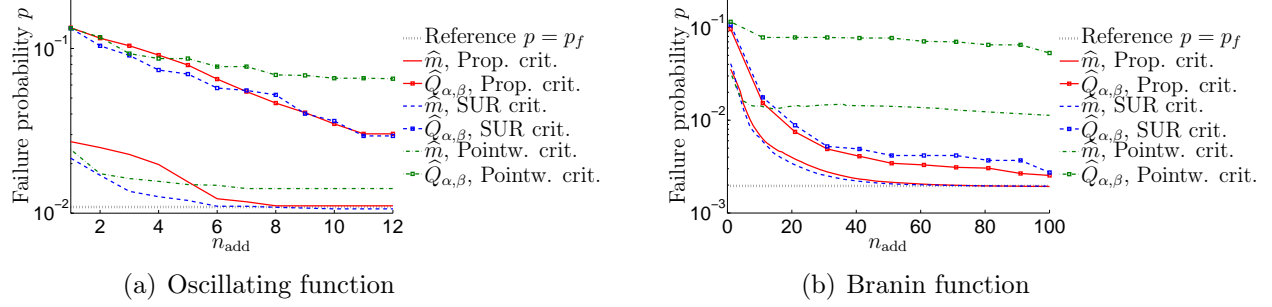 Failure probability p
10⁻¹
10⁻²
2 4 6 8 10 12
n_add
Reference p = p_f
m̂, Prop. crit.
Q̂_α,β, Prop. crit.
m̂, SUR crit.
Q̂_α,β, SUR crit.
m̂, Pointw. crit.
Q̂_α,β, Pointw. crit.
(a) Oscillating function
Failure probability p
10⁻¹
10⁻²
10⁻³
0 20 40 60 80 100
n_add
Reference p = p_f
m̂, Prop. crit.
Q̂_α,β, Prop. crit.
m̂, SUR crit.
Q̂_α,β, SUR crit.
m̂, Pointw. crit.
Q̂_α,β, Pointw. crit.
(b) Branin function